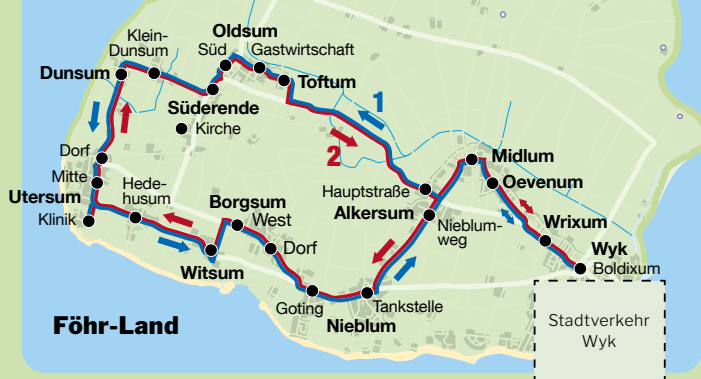 Klein-
Dunsum
Oldsum
Süd
Gastwirtschaft
Dunsum
Toftum
Süderende
Kirche
1
2
Dorf
Mitte
Utersum
Klinik
Hede-
husum
Borgsum
West
Dorf
Witsum
Hauptstraße
Alkersum
Nieblum-
weg
Midlum
Oevenum
Wrixum
Wyk
Boldixum
Goting
Tankstelle
Nieblum
Föhr-Land
Stadtverkehr
Wyk